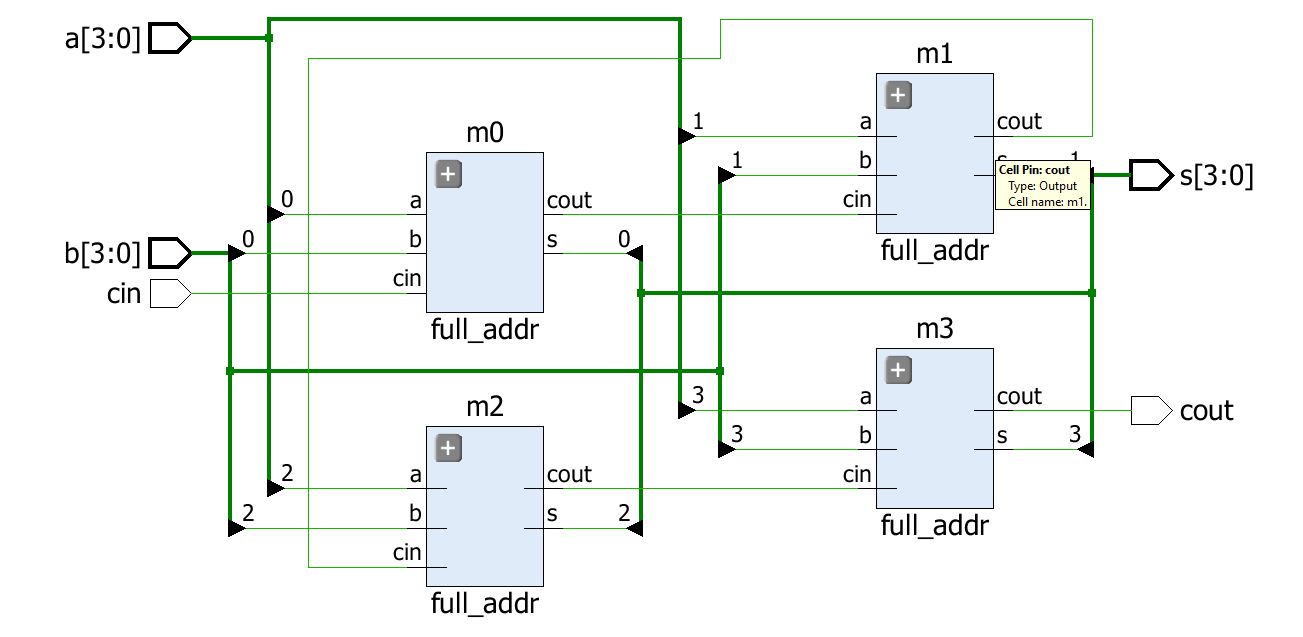 a[3:0]
m1
1
a
cout
m0
1
b
s
1
Cell Pin: cout
Type: Output
Cell name: m1.
s[3:0]
0
a
cout
cin
b[3:0]
0
b
s
0
full_addr
cin
cin
full_addr
m3
3
a
cout
cout
m2
3
b
s
3
2
a
cout
cin
2
b
s
2
full_addr
cin
full_addr